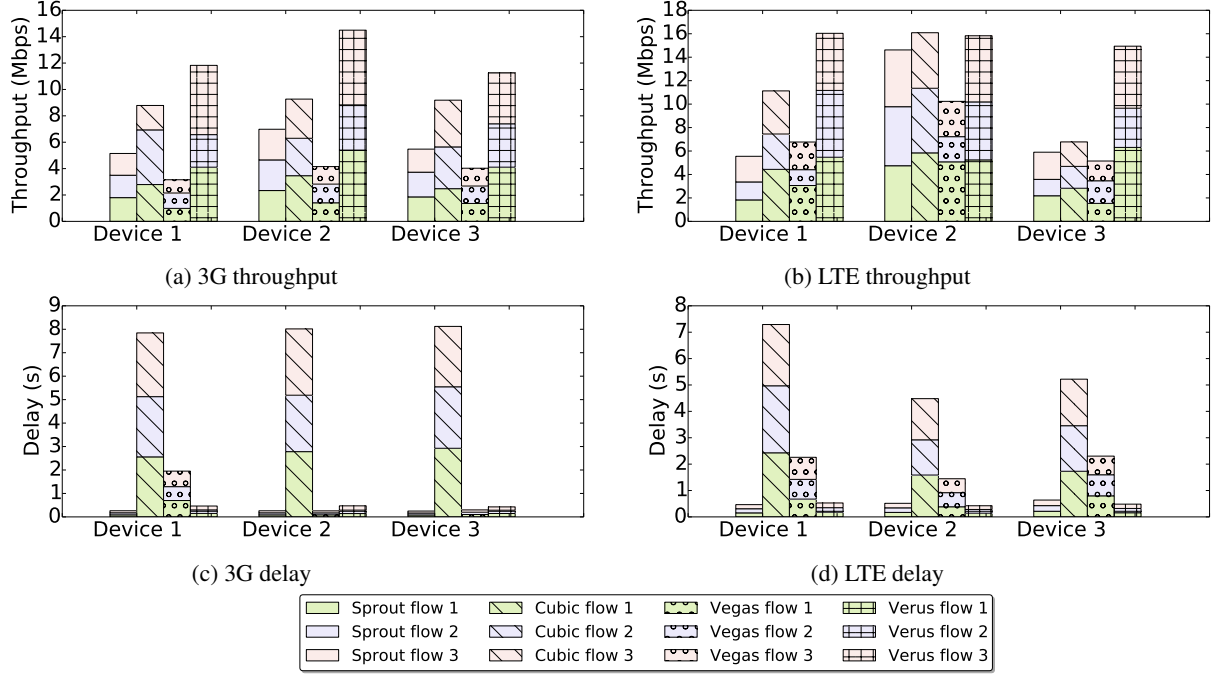 16
14
12
10
8
6
4
2
0
Throughput (Mbps)
Device 1 Device 2 Device 3
(a) 3G throughput
18
16
14
12
10
8
6
4
2
0
Throughput (Mbps)
Device 1 Device 2 Device 3
(b) LTE throughput
9
8
7
6
5
4
3
2
1
0
Delay (s)
Device 1 Device 2 Device 3
(c) 3G delay
8
7
6
5
4
3
2
1
0
Delay (s)
Device 1 Device 2 Device 3
(d) LTE delay
Sprout flow 1 Cubic flow 1 Vegas flow 1 Verus flow 1
Sprout flow 2 Cubic flow 2 Vegas flow 2 Verus flow 2
Sprout flow 3 Cubic flow 3 Vegas flow 3 Verus flow 3